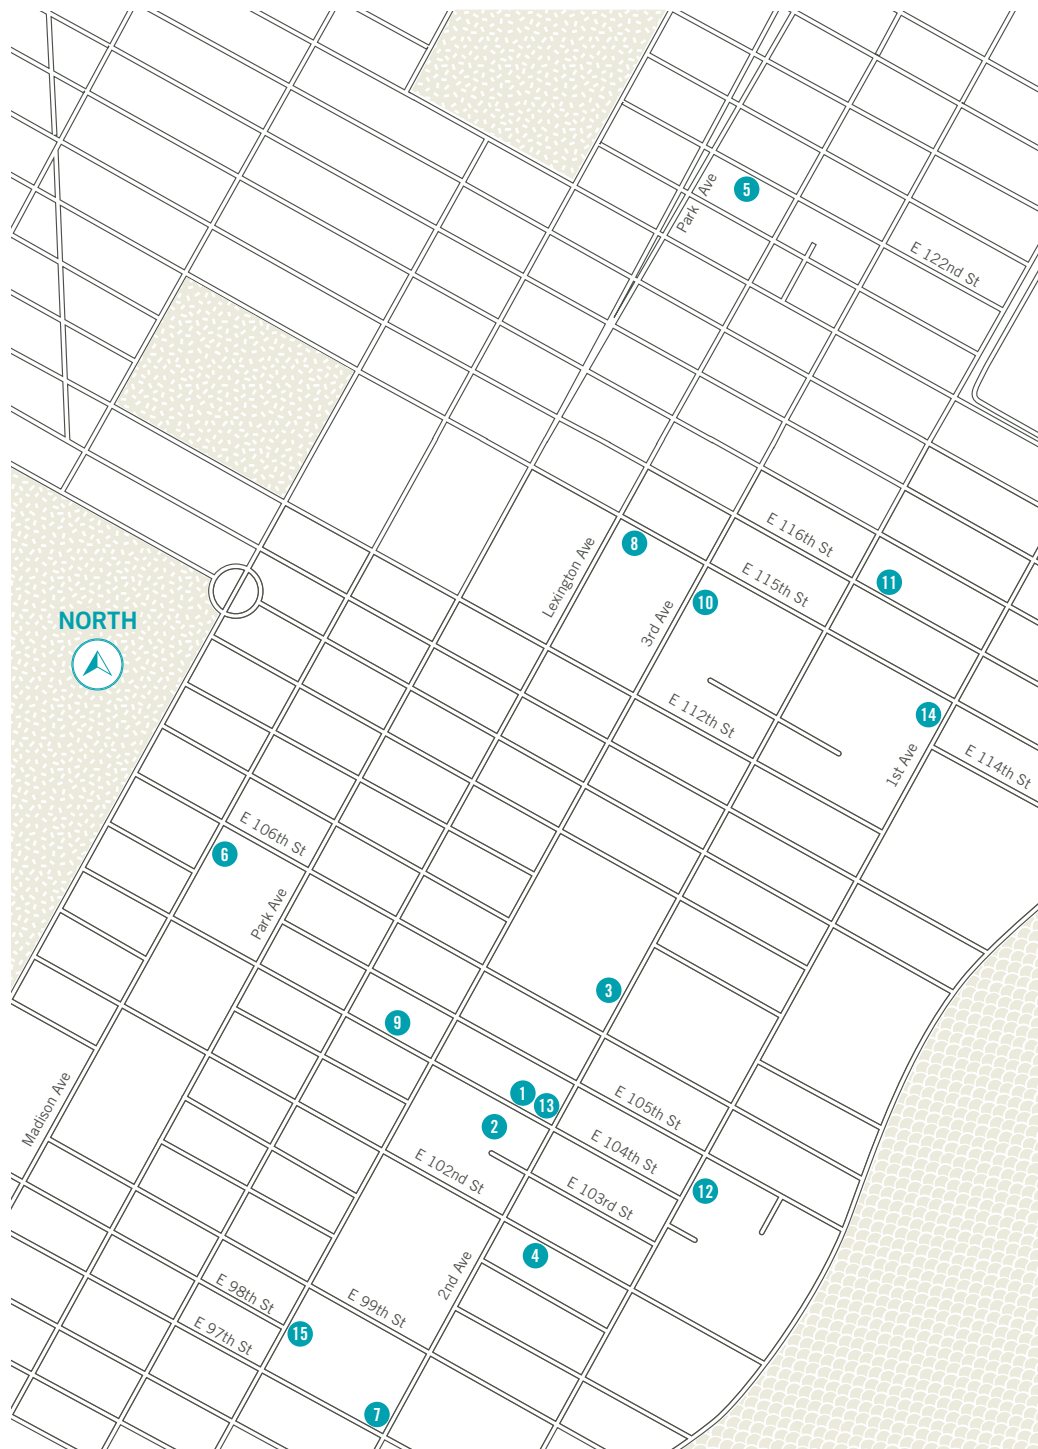 Park Ave
5
E 122nd St
8
E 116th St
Lexington Ave
11
E 115th St
10
3rd Ave
NORTH
E 112th St
14
1st Ave
E 114th St
E 106th St
6
Park Ave
3
9
1
13
E 105th St
2
Madison Ave
E 104th St
E 102nd St
12
E 103rd St
4
2nd Ave
E 98th St
E 99th St
E 97th St
15
7